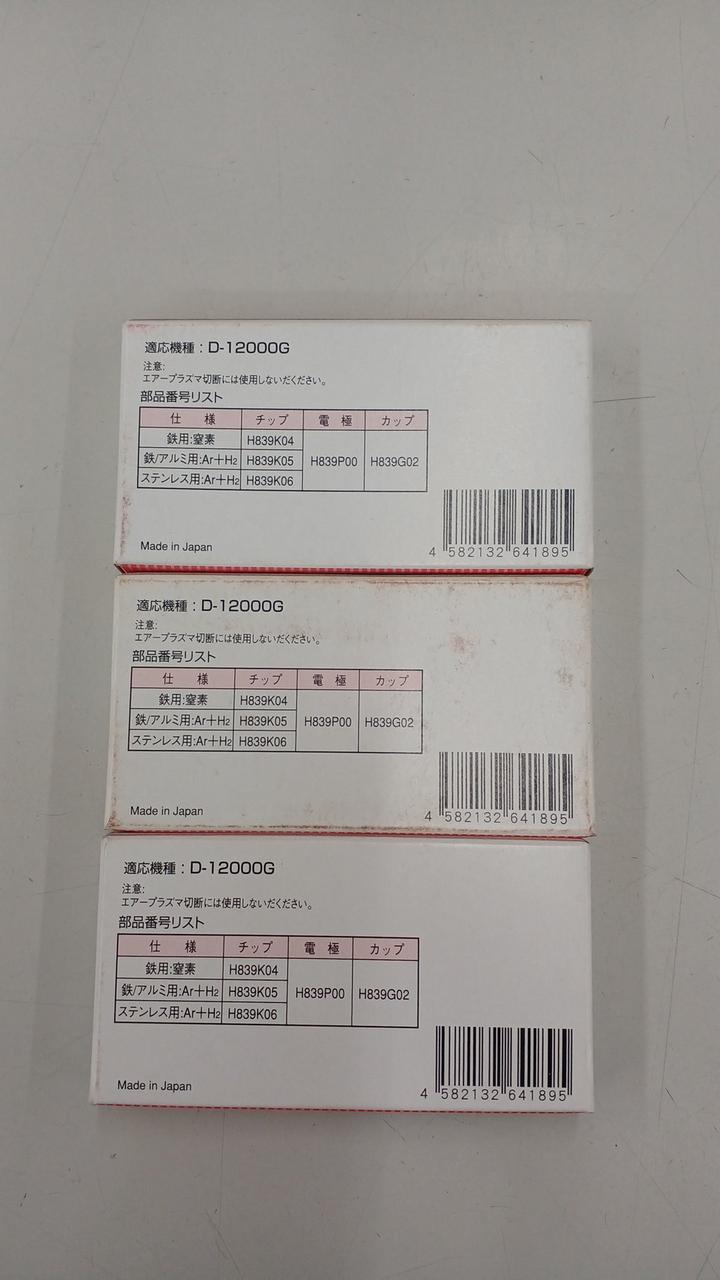 適応機種：D-12000G
注意:
エアープラズマ切断には使用しないだください。
部品番号リスト
仕　様 チップ 電　極 カップ
鉄用:窒素 H839K04
鉄/アルミ用:Ar＋H2 H839K05 H839P00 H839G02
ステンレス用:Ar＋H2 H839K06
Made in Japan
4 582132 641895
適応機種：D-12000G
注意:
エアープラズマ切断には使用しないだください。
部品番号リスト
仕　様 チップ 電　極 カップ
鉄用:窒素 H839K04
鉄/アルミ用:Ar＋H2 H839K05 H839P00 H839G02
ステンレス用:Ar＋H2 H839K06
Made in Japan
4 582132 641895
適応機種：D-12000G
注意:
エアープラズマ切断には使用しないだください。
部品番号リスト
仕　様 チップ 電　極 カップ
鉄用:窒素 H839K04
鉄/アルミ用:Ar＋H2 H839K05 H839P00 H839G02
ステンレス用:Ar＋H2 H839K06
Made in Japan
4 582132 641895